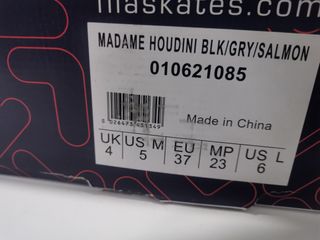 maskates.com
MADAME HOUDINI BLK/GRY/SALMON
010621085
Made in China
UK US M EU MP US L
4 5 37 23 6